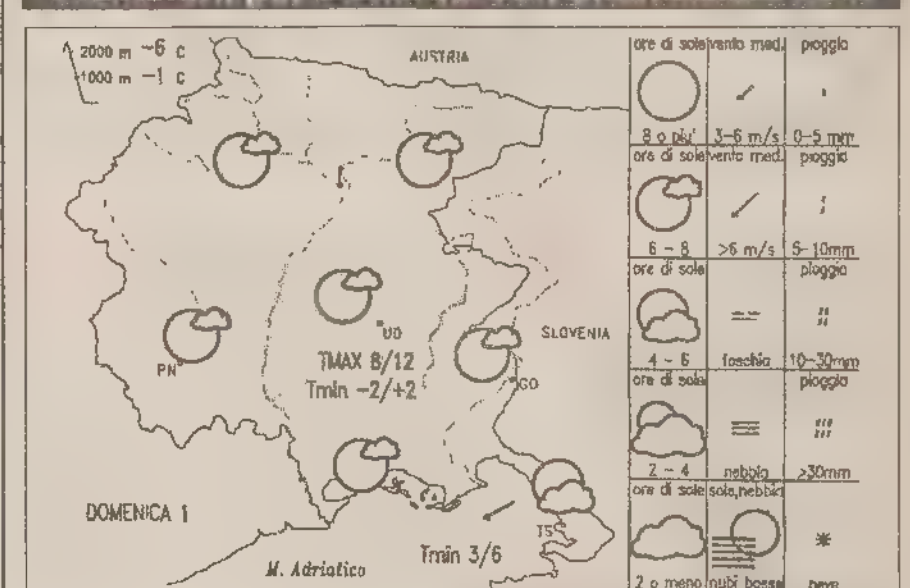 2000 m -6 c
1000 m -1 c
AUSTRIA
SLOVENIA
UD
PN
GO
TS
TMAX 8/12
Tmin -2/+2
Tmin 3/6
DOMENICA 1
M. Adriatico
ore di sole vento med. pioggia
8 o piu' 3-6 m/s 0-5 mm
ore di sole vento med. pioggia
6 - 8 >6 m/s 5-10mm
ore di sole pioggia
4 - 6 foschia 10-30mm
ore di sole pioggia
2 - 4 nebbia >30mm
ore di sole sole,nebbia
2 o meno nubi basse neve